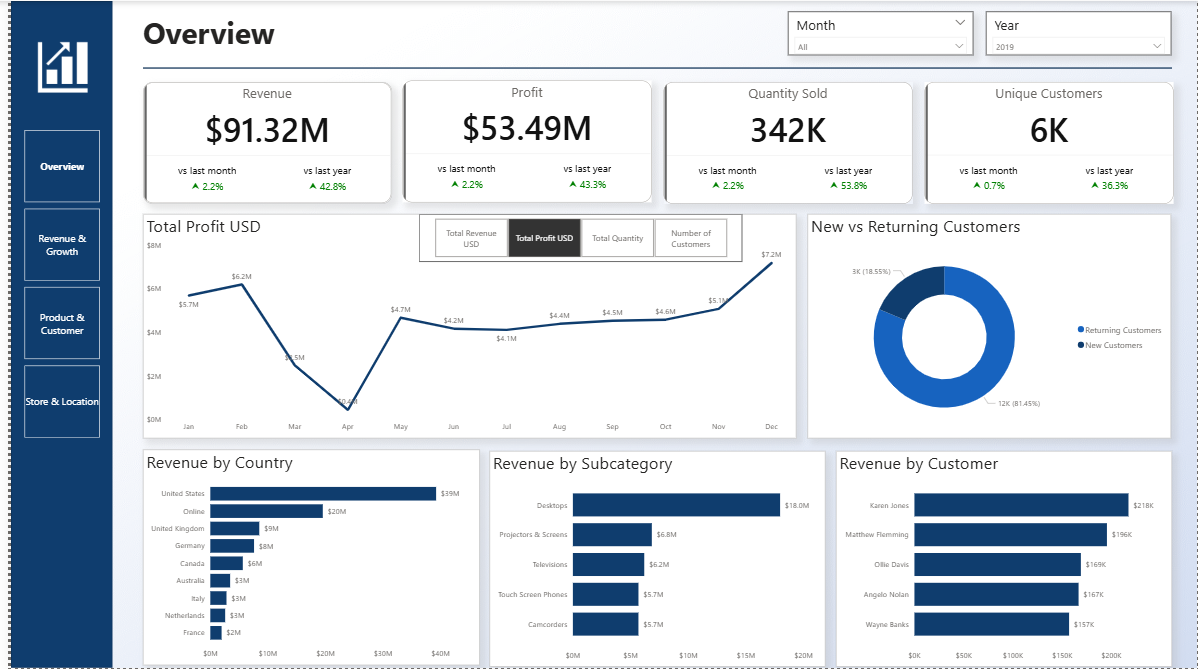 Overview
Month
All
Year
2019
Overview
Revenue &
Growth
Product &
Customer
Store & Location
Revenue
$91.32M
vs last month
2.2%
vs last year
42.8%
Profit
$53.49M
vs last month
2.2%
vs last year
43.3%
Quantity Sold
342K
vs last month
2.2%
vs last year
53.8%
Unique Customers
6K
vs last month
0.7%
vs last year
36.3%
Total Profit USD
Total Revenue
USD
Total Profit USD
Total Quantity
Number of
Customers
$8M
$6M
$4M
$2M
$0M
$5.7M
$6.2M
$4.7M
$4.2M
$4.1M
$4.4M
$4.5M
$4.6M
$5.1M
$7.2M
Jan
Feb
Mar
Apr
May
Jun
Jul
Aug
Sep
Oct
Nov
Dec
New vs Returning Customers
3K (18.55%)
12K (81.45%)
Returning Customers
New Customers
Revenue by Country
United States
$39M
Online
$20M
United Kingdom
$9M
Germany
$8M
Canada
$6M
Australia
$3M
Italy
$3M
Netherlands
$3M
France
$2M
$0M
$10M
$20M
$30M
$40M
Revenue by Subcategory
Desktops
$18.0M
Projectors & Screens
$6.8M
Televisions
$6.2M
Touch Screen Phones
$5.7M
Camcorders
$5.7M
$0M
$5M
$10M
$15M
$20M
Revenue by Customer
Karen Jones
$218K
Matthew Flemming
$196K
Ollie Davis
$169K
Angelo Nolan
$167K
Wayne Banks
$157K
$0K
$50K
$100K
$150K
$200K